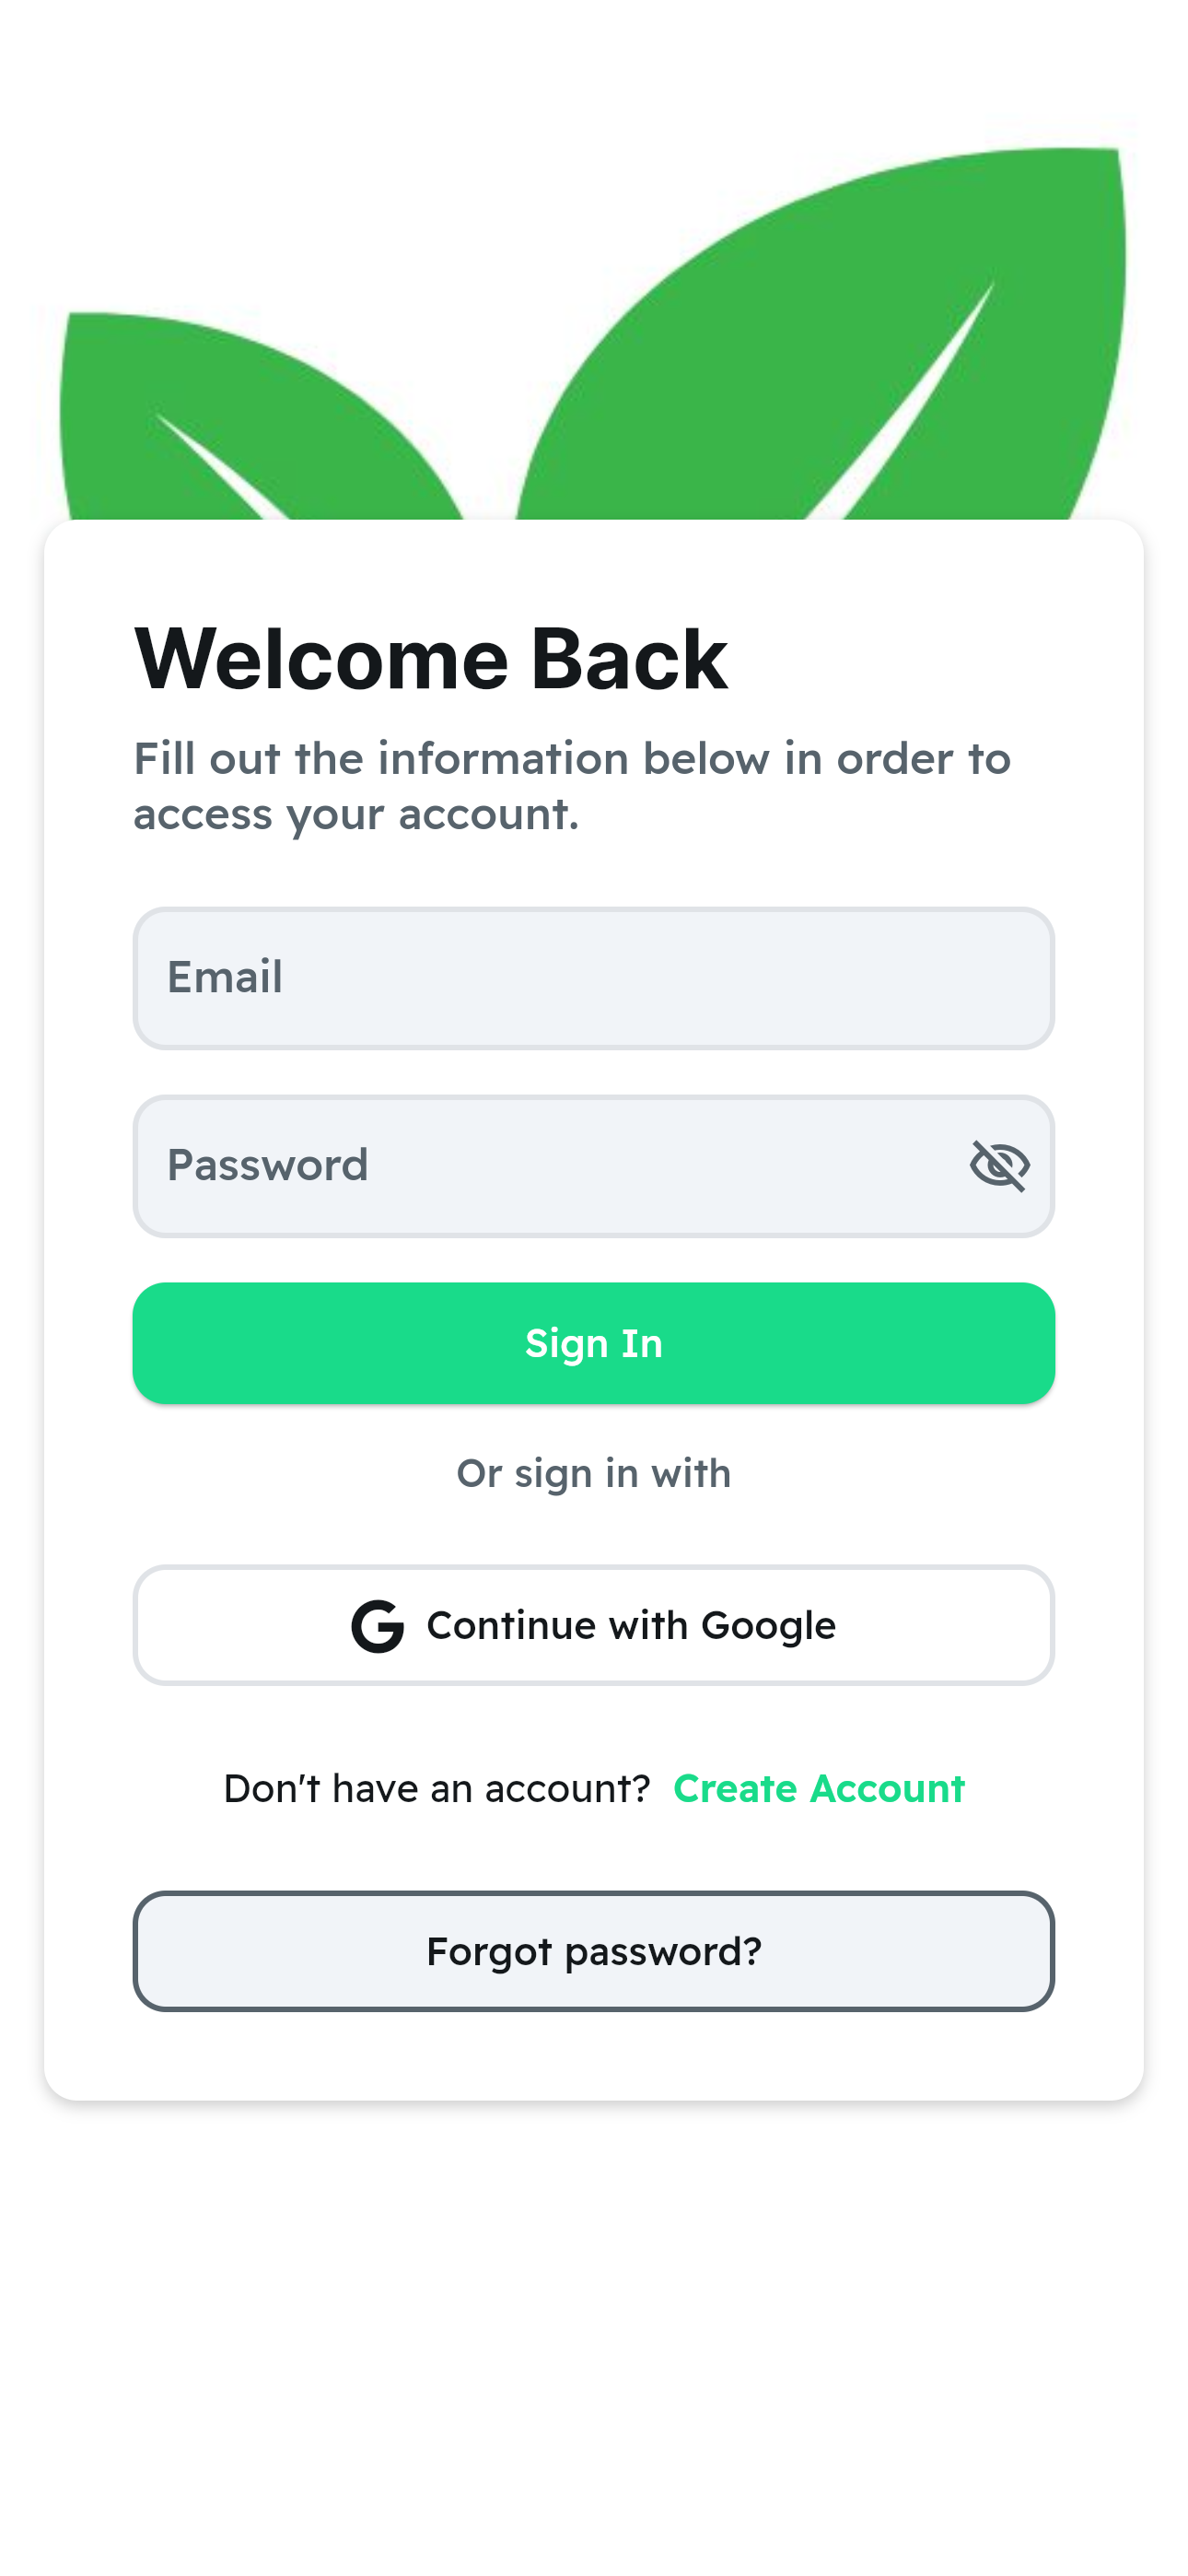 Welcome Back
Fill out the information below in order to
access your account.
Email
Password
Sign In
Or sign in with
Continue with Google
Don't have an account? Create Account
Forgot password?